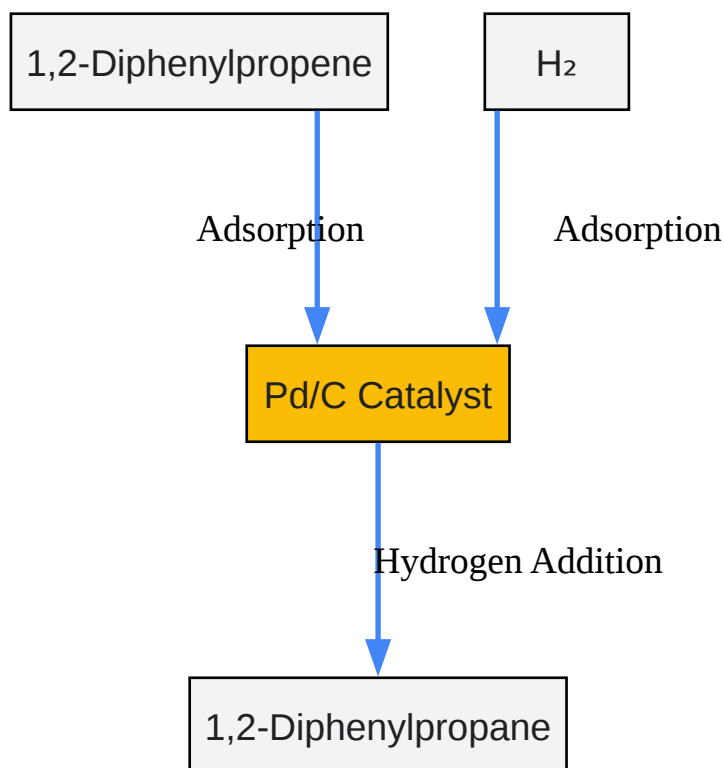 1,2-Diphenylpropene
H₂
Adsorption
Adsorption
Pd/C Catalyst
Hydrogen Addition
1,2-Diphenylpropane